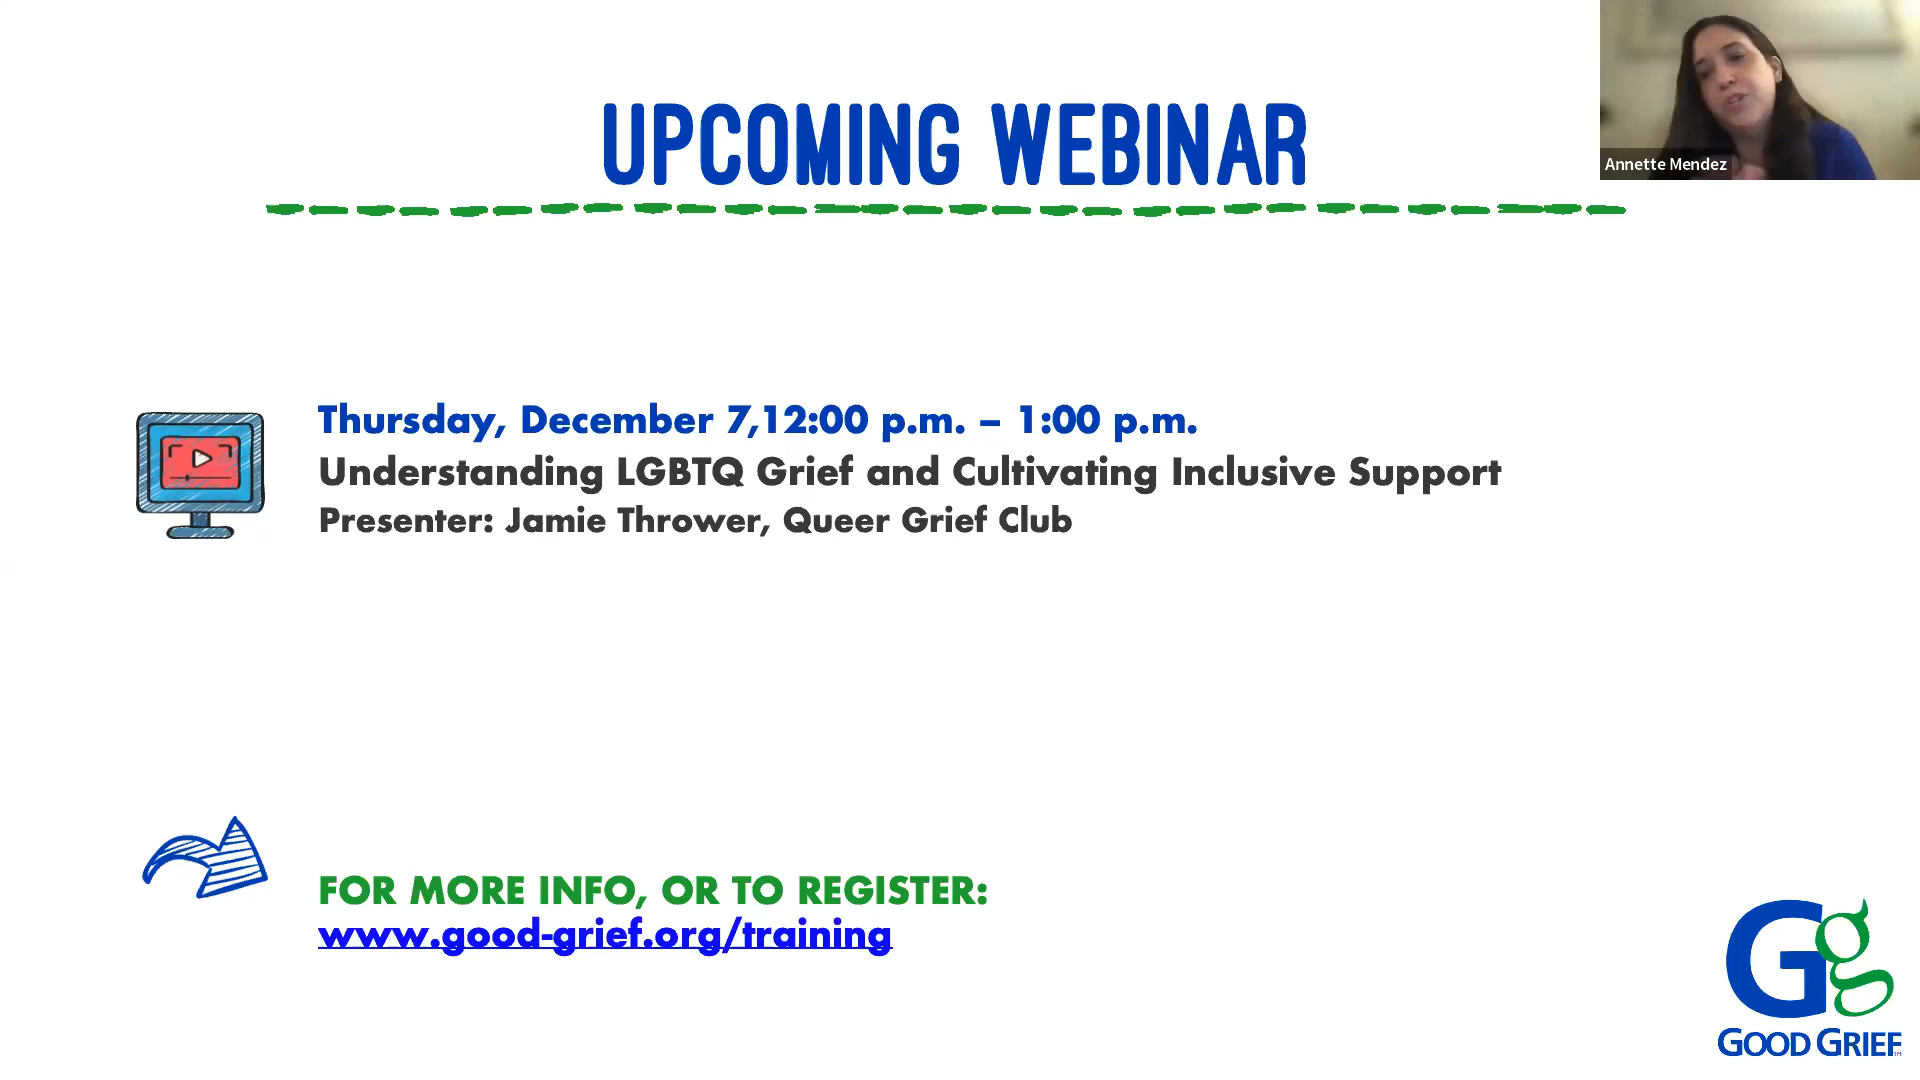 UPCOMING WEBINAR
Annette Mendez
Thursday, December 7,12:00 p.m. – 1:00 p.m.
Understanding LGBTQ Grief and Cultivating Inclusive Support
Presenter: Jamie Thrower, Queer Grief Club
FOR MORE INFO, OR TO REGISTER:
www.good-grief.org/training
Gg
GOOD GRIEF™